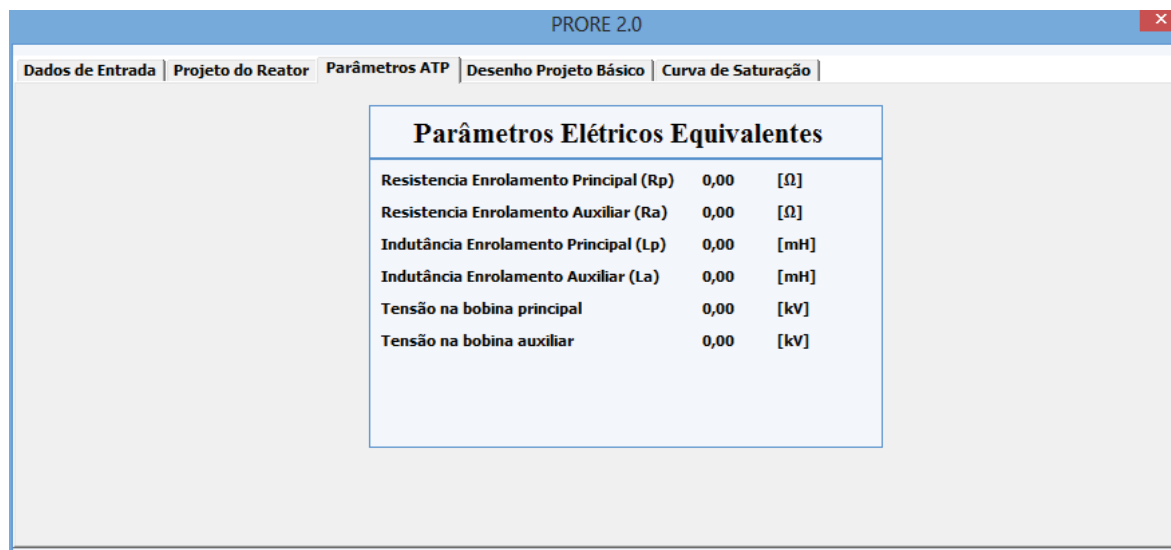 PRORE 2.0
Dados de Entrada Projeto do Reator Parâmetros ATP Desenho Projeto Básico Curva de Saturação
Parâmetros Elétricos Equivalentes
Resistencia Enrolamento Principal (Rp) 0,00 [Ω]
Resistencia Enrolamento Auxiliar (Ra) 0,00 [Ω]
Indutância Enrolamento Principal (Lp) 0,00 [mH]
Indutância Enrolamento Auxiliar (La) 0,00 [mH]
Tensão na bobina principal 0,00 [kV]
Tensão na bobina auxiliar 0,00 [kV]